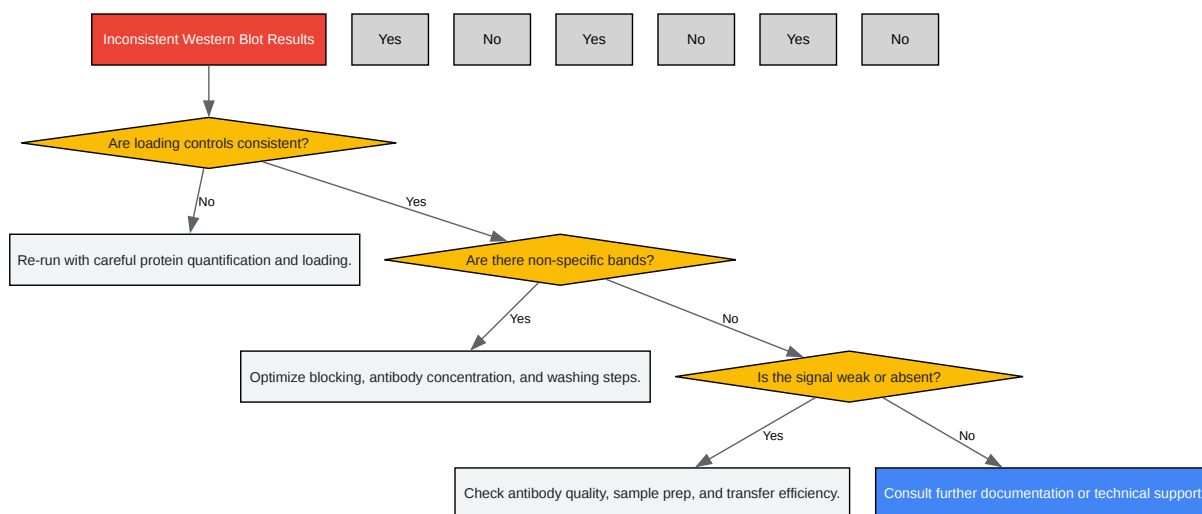 Inconsistent Western Blot Results
Yes
No
Yes
No
Yes
No
Are loading controls consistent?
No
Yes
Re-run with careful protein quantification and loading.
Are there non-specific bands?
Yes
No
Optimize blocking, antibody concentration, and washing steps.
Is the signal weak or absent?
Yes
No
Check antibody quality, sample prep, and transfer efficiency.
Consult further documentation or technical support